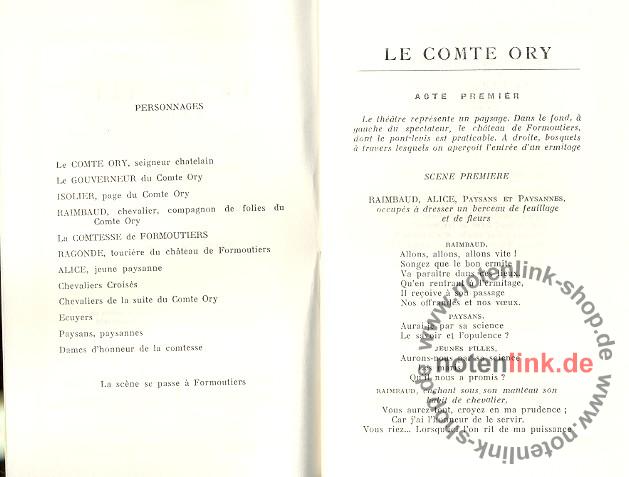 PERSONNAGES
Le COMTE ORY, seigneur chatelain
Le GOUVERNEUR du Comte Ory
ISOLIER, page du Comte Ory
RAIMBAUD, chevalier, compagnon de folies du
Comte Ory
La COMTESSE de FORMOUTIERS
RAGONDE, tourière du château de Formoutiers
ALICE, jeune paysanne
Chevaliers Croisés
Chevaliers de la suite du Comte Ory
Ecuyers
Paysans, paysannes
Dames d'honneur de la comtesse
La scène se passe à Formoutiers
LE COMTE ORY
ACTE PREMIER
Le théâtre représente un paysage. Dans le fond, à
gauche du spectateur, le château de Formoutiers,
dont le pont-levis est praticable. A droite, bosquets
à travers lesquels on aperçoit l'entrée d'un ermitage
SCENE PREMIERE
RAIMBAUD, ALICE, PAYSANS ET PAYSANNES,
occupés à dresser un berceau de feuillage
et de fleurs
RAIMBAUD.
Allons, allons, allons vite !
Songez que le bon ermite
Va paraître dans ces lieux.
Qu'en rentrant à l'ermitage,
Il reçoive à son passage
Nos offrandes et nos vœux.
PAYSANS,
Aurai-je par sa science
Le savoir et l'opulence ?
JEUNES FILLES,
Aurons-nous par sa science
Les maris
Qu'il nous a promis ?
RAIMBAUD, cachant sous son manteau son
habit de chevalier.
Vous aurez tout, croyez en ma prudence ;
Car j'ai l'honneur de le servir.
Vous riez... Lorsque l'on rit de ma puissance
notenlink.de
www.notenlink-shop.de
www.notenlink-shop.de